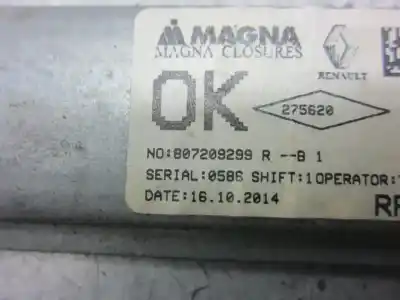 MAGNA
MAGNA CLOSURES
RENAULT
OK
275620
NO:807209299 R --B 1
SERIAL:0586 SHIFT:1OPERATOR:
DATE:16.10.2014